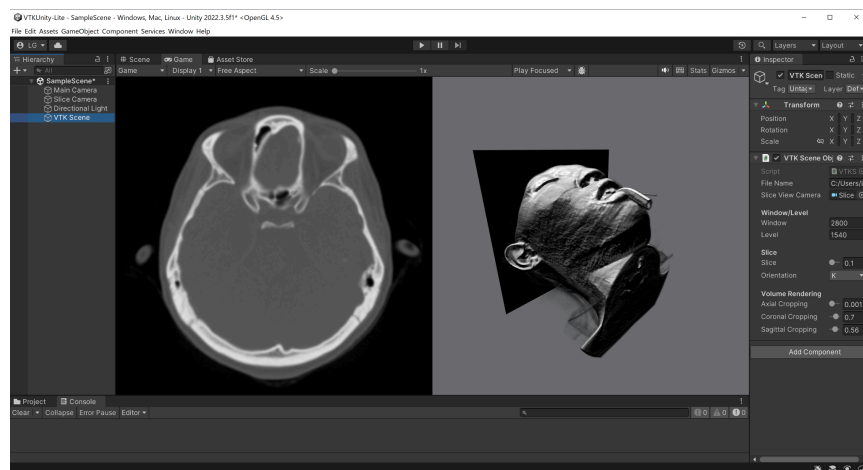 VTKUnity-Lite - SampleScene - Windows, Mac, Linux - Unity 2022.3.5f1* <OpenGL 4.5>
File Edit Assets GameObject Component Services Window Help
LG
Layers
Layout
Hierarchy
Scene
Game
Asset Store
Inspector
All
Game
Display 1
Free Aspect
Scale
1x
Play Focused
Stats
Gizmos
SampleScene*
Main Camera
Slice Camera
Directional Light
VTK Scene
VTK Scen
Static
Tag Untag
Layer Def
Transform
Position X Y Z
Rotation X Y Z
Scale X Y Z
VTK Scene Obj
Script VTKS
File Name C:/Users/L
Slice View Camera Slice
Window/Level
Window 2800
Level 1540
Slice
Slice 0.1
Orientation K
Volume Rendering
Axial Cropping 0.001
Coronal Cropping 0.7
Sagittal Cropping 0.56
Add Component
Project
Console
Clear
Collapse
Error Pause
Editor
0
0
0